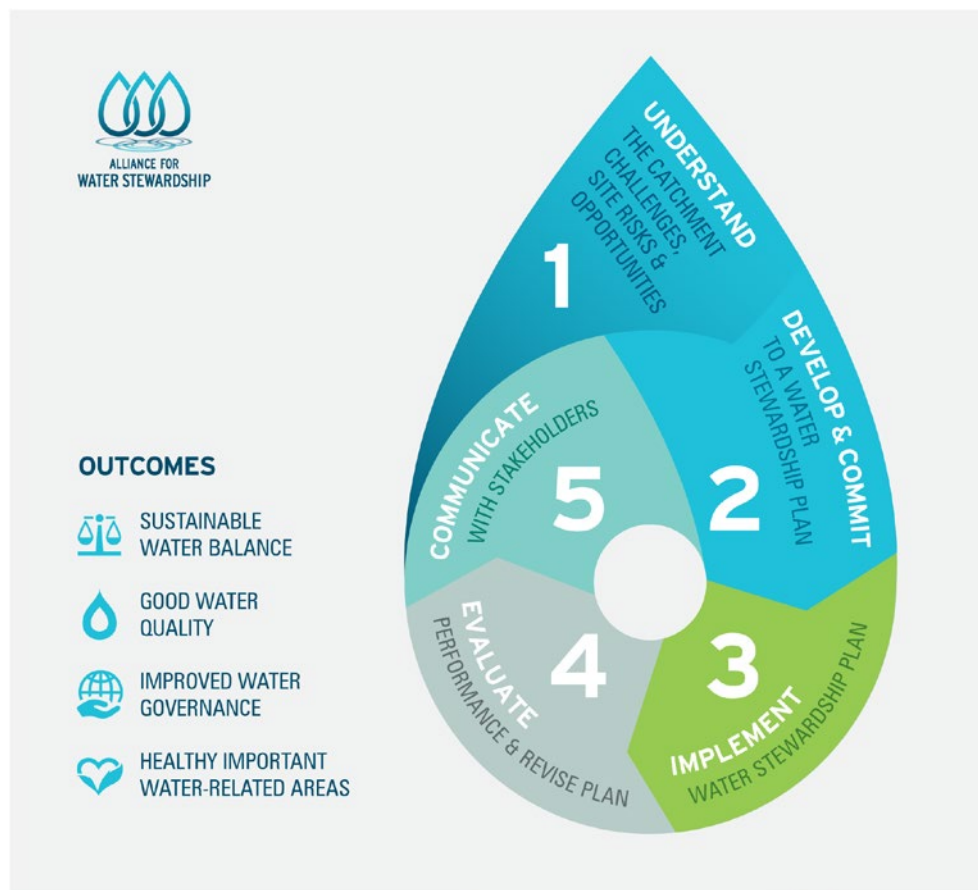 ALLIANCE FOR
WATER STEWARDSHIP
OUTCOMES
SUSTAINABLE
WATER BALANCE
GOOD WATER
QUALITY
IMPROVED WATER
GOVERNANCE
HEALTHY IMPORTANT
WATER-RELATED AREAS
1
UNDERSTAND
THE CATCHMENT
CHALLENGES,
SITE RISKS &
OPPORTUNITIES
2
DEVELOP & COMMIT
TO A WATER
STEWARDSHIP PLAN
3
IMPLEMENT
WATER STEWARDSHIP PLAN
4
EVALUATE
PERFORMANCE & REVISE PLAN
5
COMMUNICATE
WITH STAKEHOLDERS